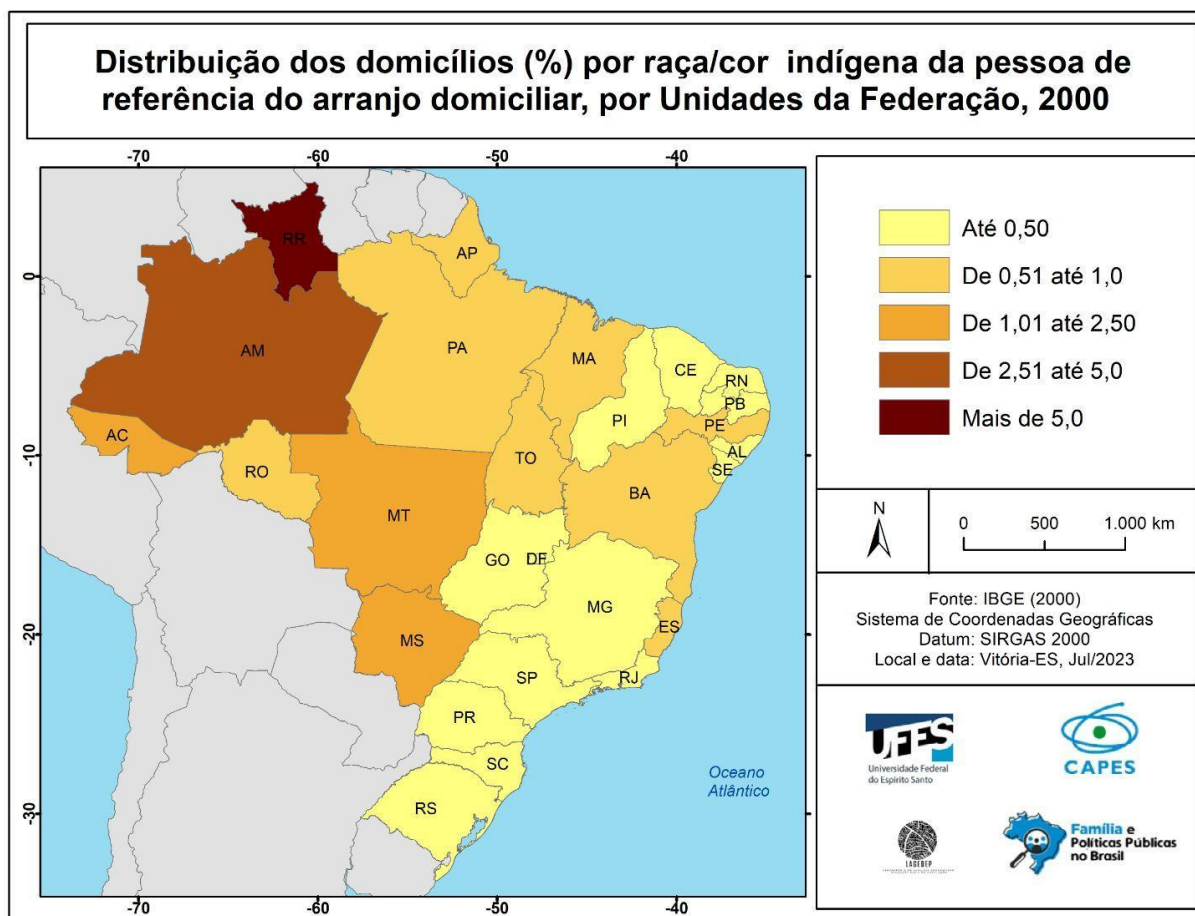 Distribuição dos domicílios (%) por raça/cor indígena da pessoa de
referência do arranjo domiciliar, por Unidades da Federação, 2000
-70
-60
-50
-40
0
-10
-20
-30
RR
AP
AM
PA
MA
CE
RN
PB
PI
PE
AC
AL
SE
RO
TO
BA
MT
GO
DF
MG
ES
MS
SP
RJ
PR
SC
RS
Oceano
Atlântico
-70
-60
-50
-40
Até 0,50
De 0,51 até 1,0
De 1,01 até 2,50
De 2,51 até 5,0
Mais de 5,0
N
0 500 1.000 km
Fonte: IBGE (2000)
Sistema de Coordenadas Geográficas
Datum: SIRGAS 2000
Local e data: Vitória-ES, Jul/2023
UFES
Universidade Federal
do Espírito Santo
CAPES
LAGEDEP
Família e
Políticas Públicas
no Brasil